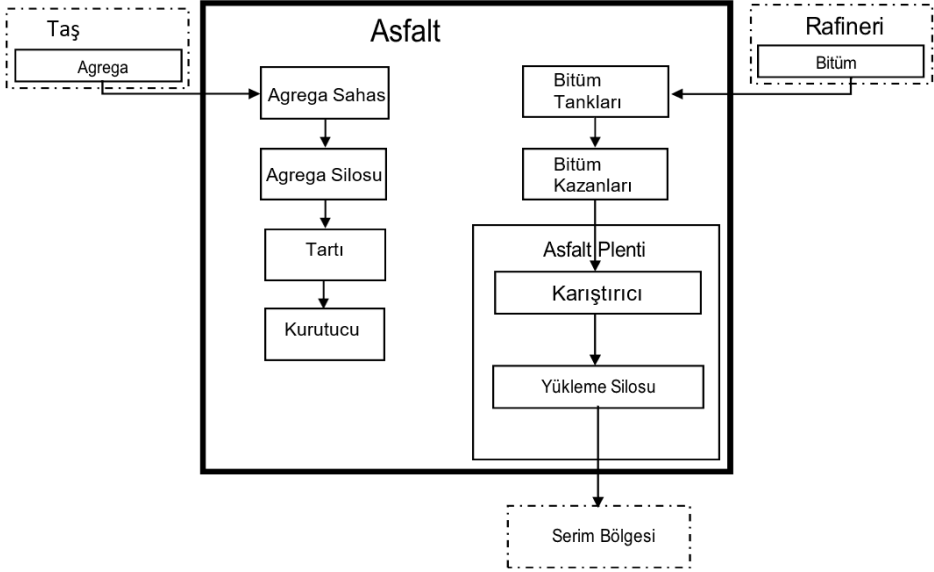 Taş
Agrega
Asfalt
Rafineri
Bitüm
Agrega Sahas
Agrega Silosu
Tartı
Kurutucu
Bitüm
Tankları
Bitüm
Kazanları
Asfalt Plenti
Karıştırıcı
Yükleme Silosu
Serim Bölgesi